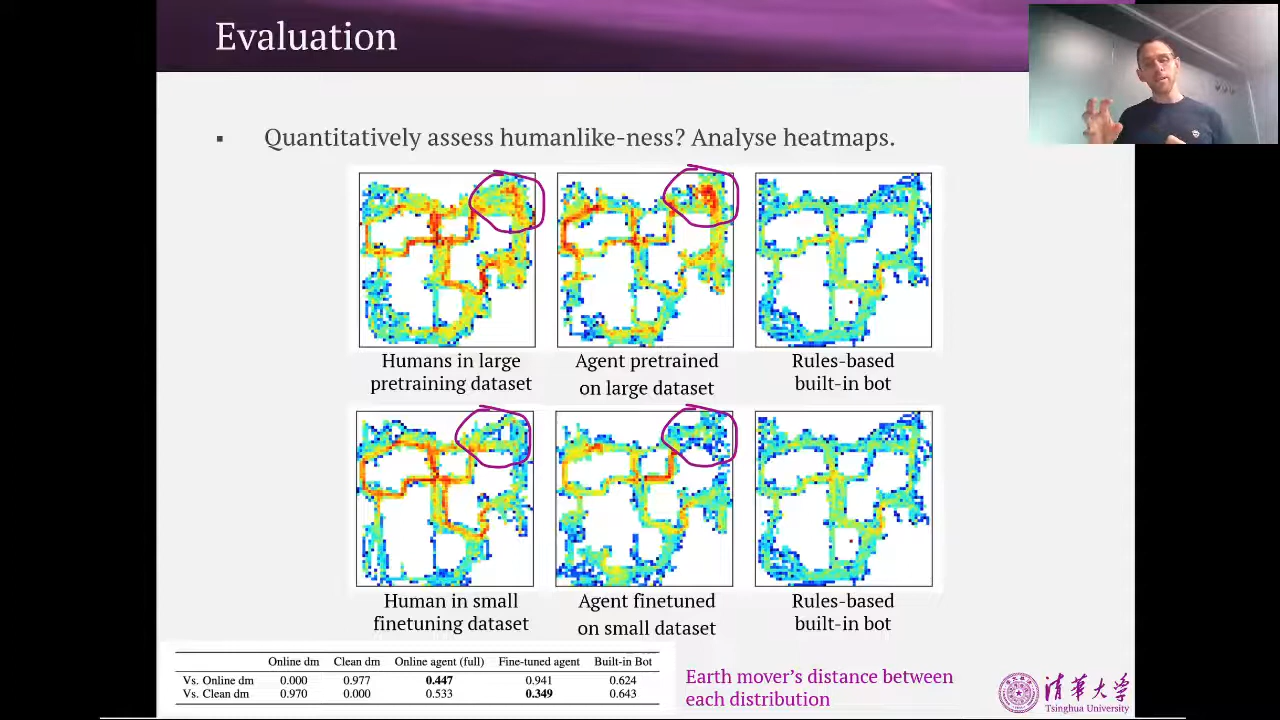 Evaluation
▪ Quantitatively assess humanlike-ness? Analyse heatmaps.
Humans in large
pretraining dataset
Agent pretrained
on large dataset
Rules-based
built-in bot
Human in small
finetuning dataset
Agent finetuned
on small dataset
Rules-based
built-in bot
Online dm Clean dm Online agent (full) Fine-tuned agent Built-in Bot
Vs. Online dm 0.000 0.977 0.447 0.941 0.624
Vs. Clean dm 0.970 0.000 0.533 0.349 0.643
Earth mover's distance between
each distribution
清華大学
Tsinghua University